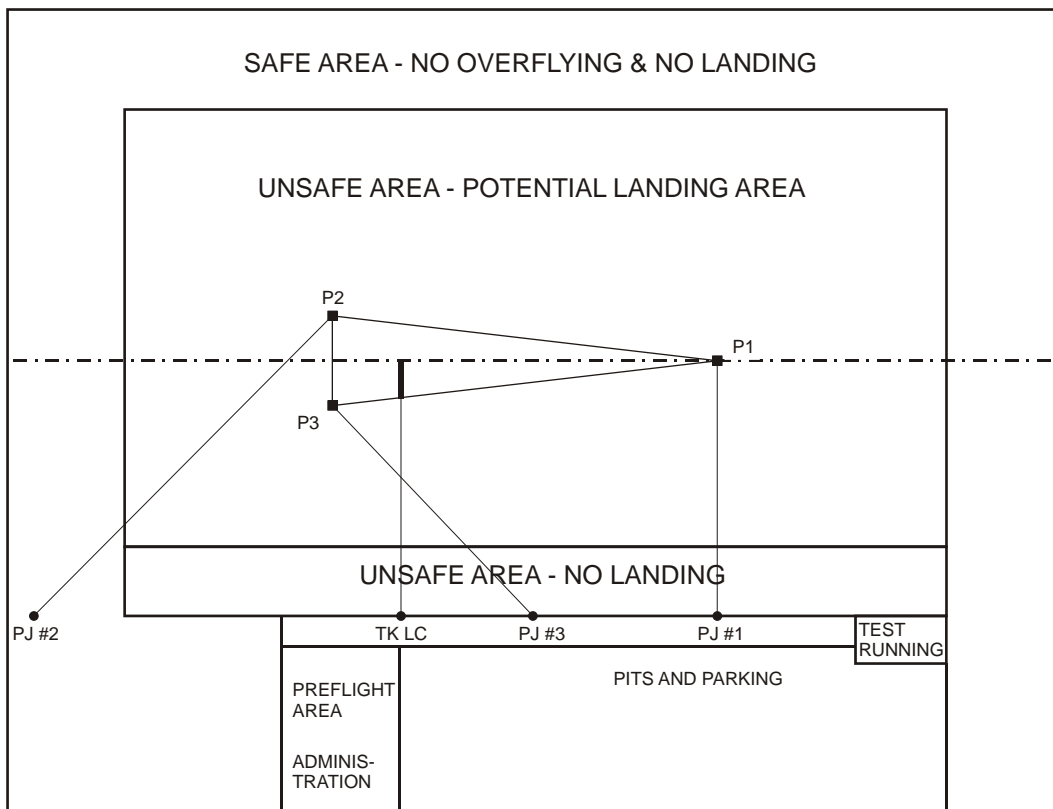 SAFE AREA - NO OVERFLYING & NO LANDING
UNSAFE AREA - POTENTIAL LANDING AREA
P2
P1
P3
UNSAFE AREA - NO LANDING
PJ #2
TK LC
PJ #3
PJ #1
TEST
RUNNING
PITS AND PARKING
PREFLIGHT
AREA
ADMINIS-
TRATION